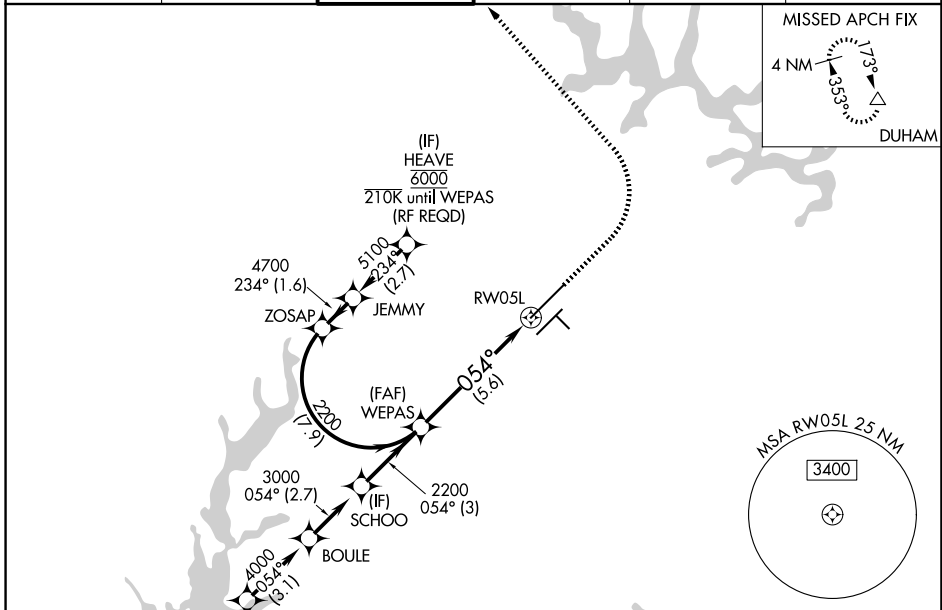 MISSED APCH FIX
4 NM
173°
353°
DUHAM
(IF)
HEAVE
6000
210K until WEPAS
(RF REQD)
5100
234°
(2.7)
4700
234° (1.6)
JEMMY
ZOSAP
RW05L
054°
(5.6)
(FAF)
WEPAS
2200
(7.9)
3000
054° (2.7)
2200
054° (3)
(IF)
SCHOO
BOULE
4000
054°
(3.1)
MSA RW05L 25 NM
3400